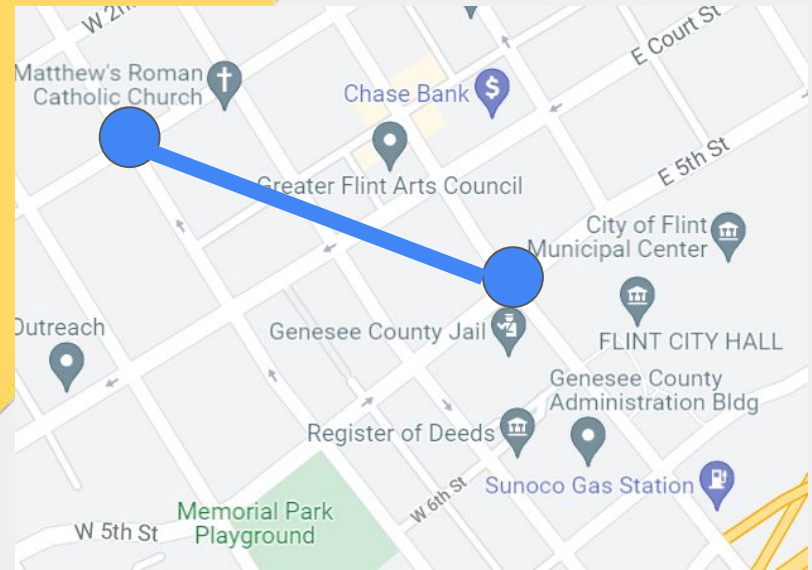 W 2n
E Court St
Matthew's Roman
Catholic Church
Chase Bank
$
E 5th St
Greater Flint Arts Council
City of Flint
Municipal Center
Outreach
Genesee County Jail
FLINT CITY HALL
Genesee County
Administration Bldg
Register of Deeds
Sunoco Gas Station
W 6th St
Memorial Park
Playground
W 5th St